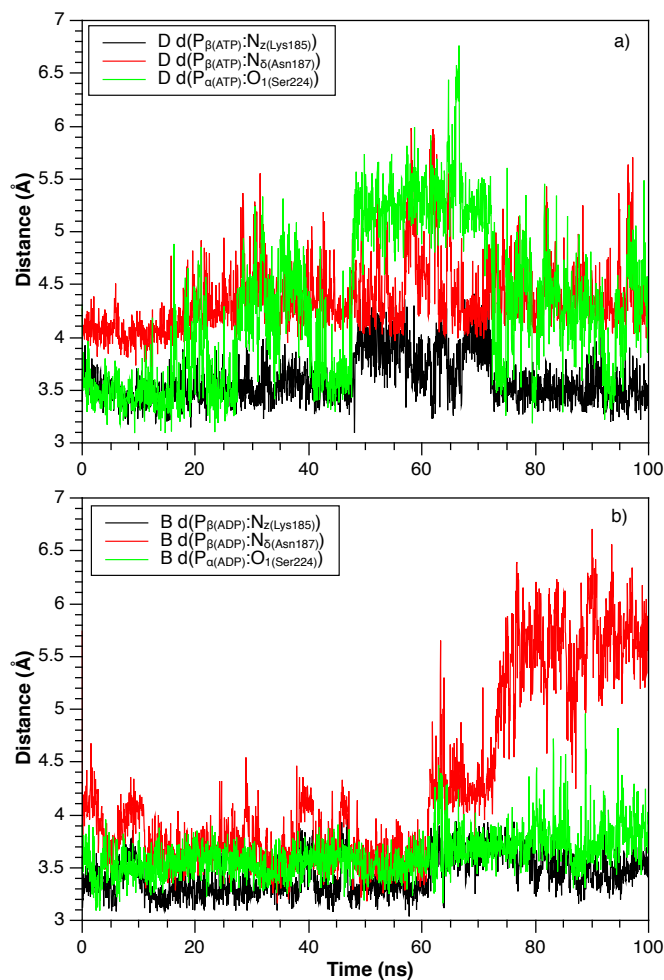 D d(Pβ(ATP):Nz(Lys185))
D d(Pβ(ATP):Nδ(Asn187))
D d(Pα(ATP):O1(Ser224))
a)
7
6.5
6
5.5
5
4.5
4
3.5
3
Distance (Å)
0 20 40 60 80 100
B d(Pβ(ADP):Nz(Lys185))
B d(Pβ(ADP):Nδ(Asn187))
B d(Pα(ADP):O1(Ser224))
b)
7
6.5
6
5.5
5
4.5
4
3.5
3
Distance (Å)
0 20 40 60 80 100
Time (ns)